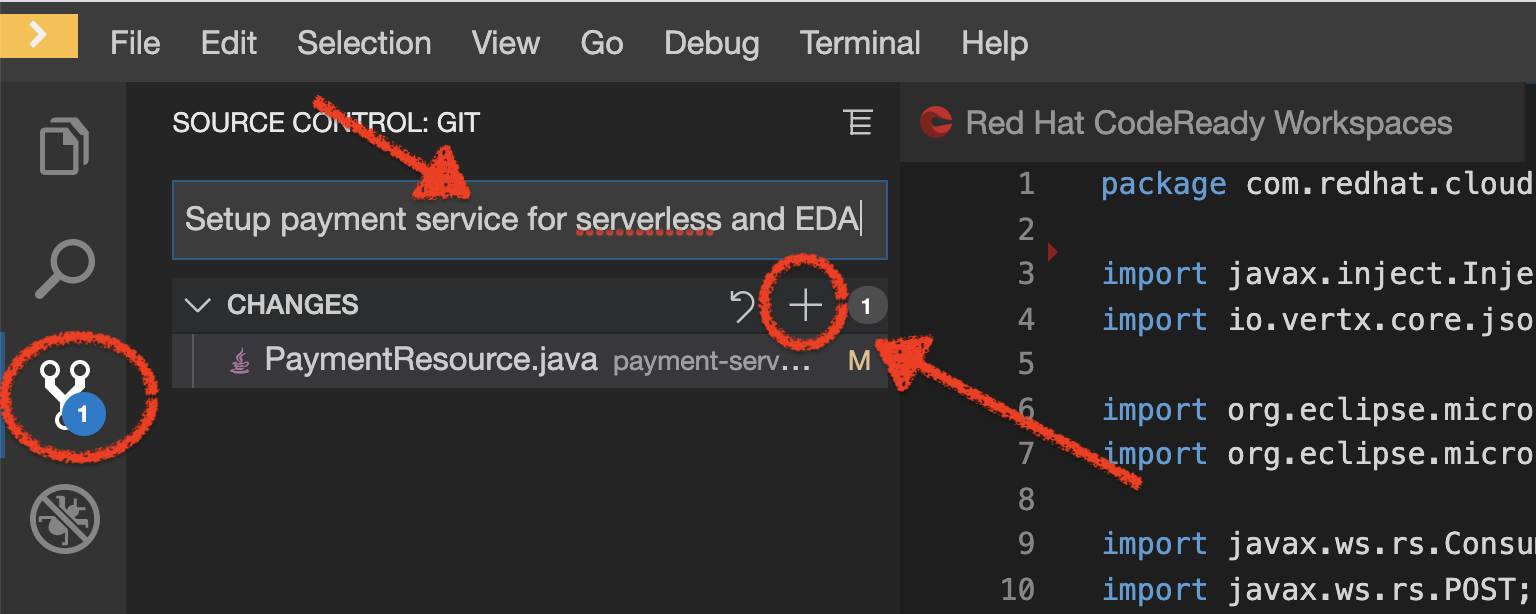 File Edit Selection View Go Debug Terminal Help
SOURCE CONTROL: GIT
Setup payment service for serverless and EDA
CHANGES 1
PaymentResource.java payment-serv... M
1
Red Hat CodeReady Workspaces
1 package com.redhat.cloud
2
3 import javax.inject.Inje
4 import io.vertx.core.jso
5
6 import org.eclipse.micro
7 import org.eclipse.micro
8
9 import javax.ws.rs.Consu
10 import javax.ws.rs.POST;